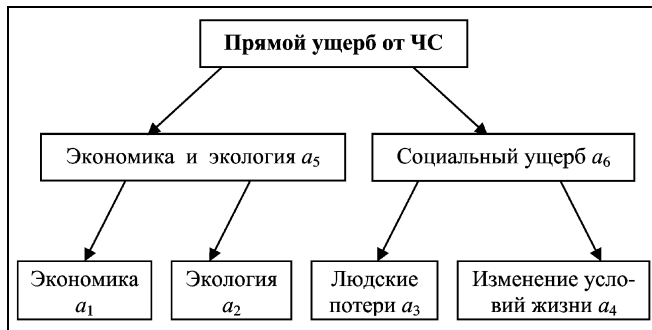 Прямой ущерб от ЧС
Экономика и экология a5
Социальный ущерб a6
Экономика
a1
Экология
a2
Людские
потери a3
Изменение усло-
вий жизни a4